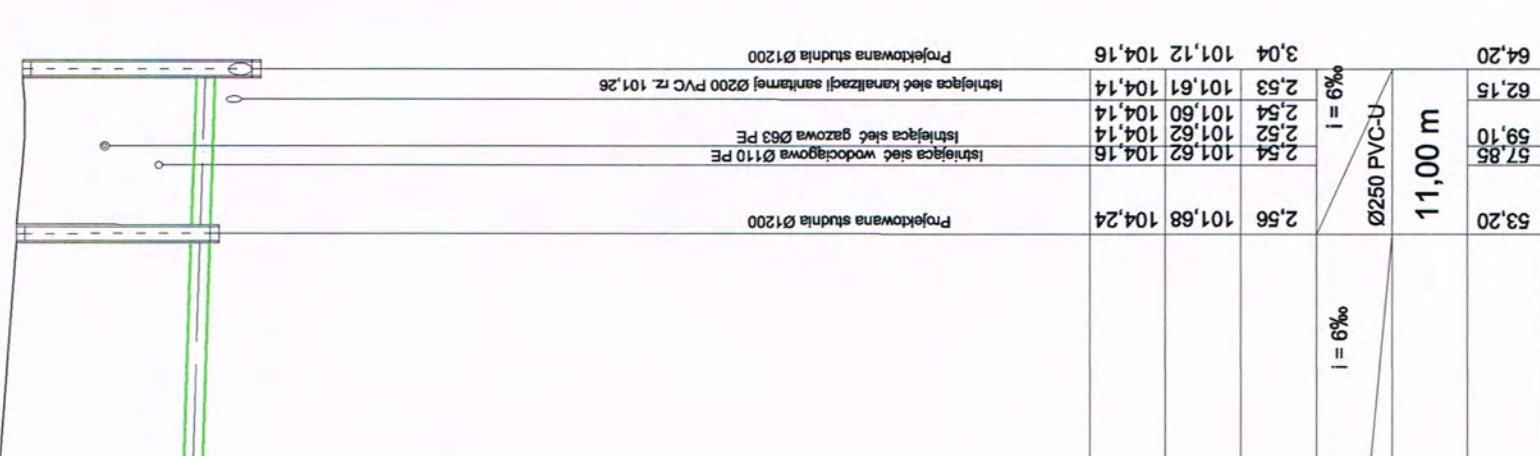 Projektowana studnia Ø1200 104,16 101,12 3,04 64,20
Istniejąca sieć kanalizacji sanitarnej Ø200 PVC rz. 101,26 104,14 101,61 2,53 62,15
104,14 101,60 2,54
Istniejąca sieć gazowa Ø63 PE 104,14 101,62 2,52 59,10
Istniejąca sieć wodociągowa Ø110 PE 104,16 101,62 2,54 57,85
Projektowana studnia Ø1200 104,24 101,68 2,56 53,20
i = 6‰
Ø250 PVC-U
11,00 m
i = 6‰